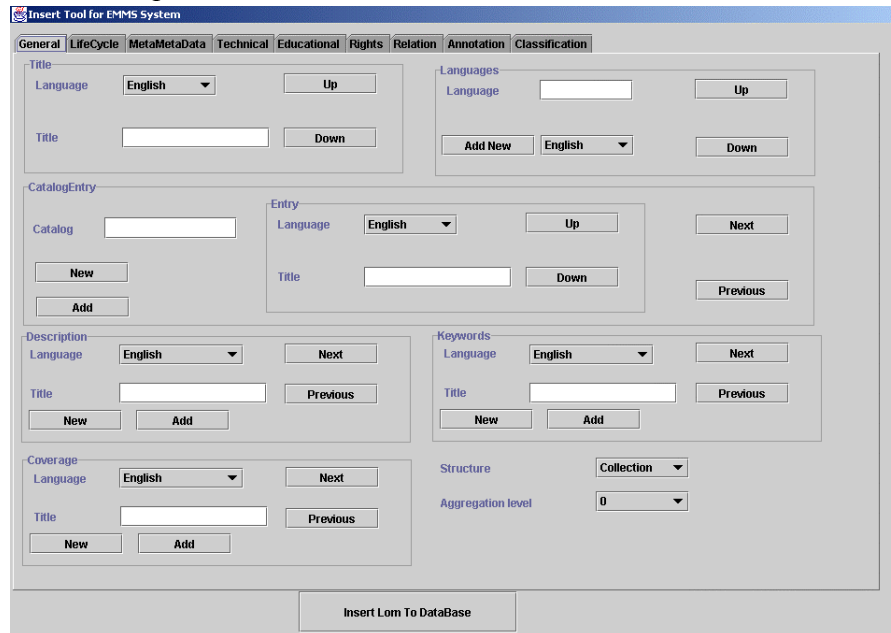 Insert Tool for EMMS System
General LifeCycle MetaMetaData Technical Educational Rights Relation Annotation Classification
Title
Language English Up
Title Down
Languages
Language Up
Add New English Down
CatalogEntry
Catalog
New
Add
Entry
Language English Up
Title Down
Next
Previous
Description
Language English Next
Title Previous
New Add
Keywords
Language English Next
Title Previous
New Add
Coverage
Language English Next
Title Previous
New Add
Structure Collection
Aggregation level 0
Insert Lom To DataBase